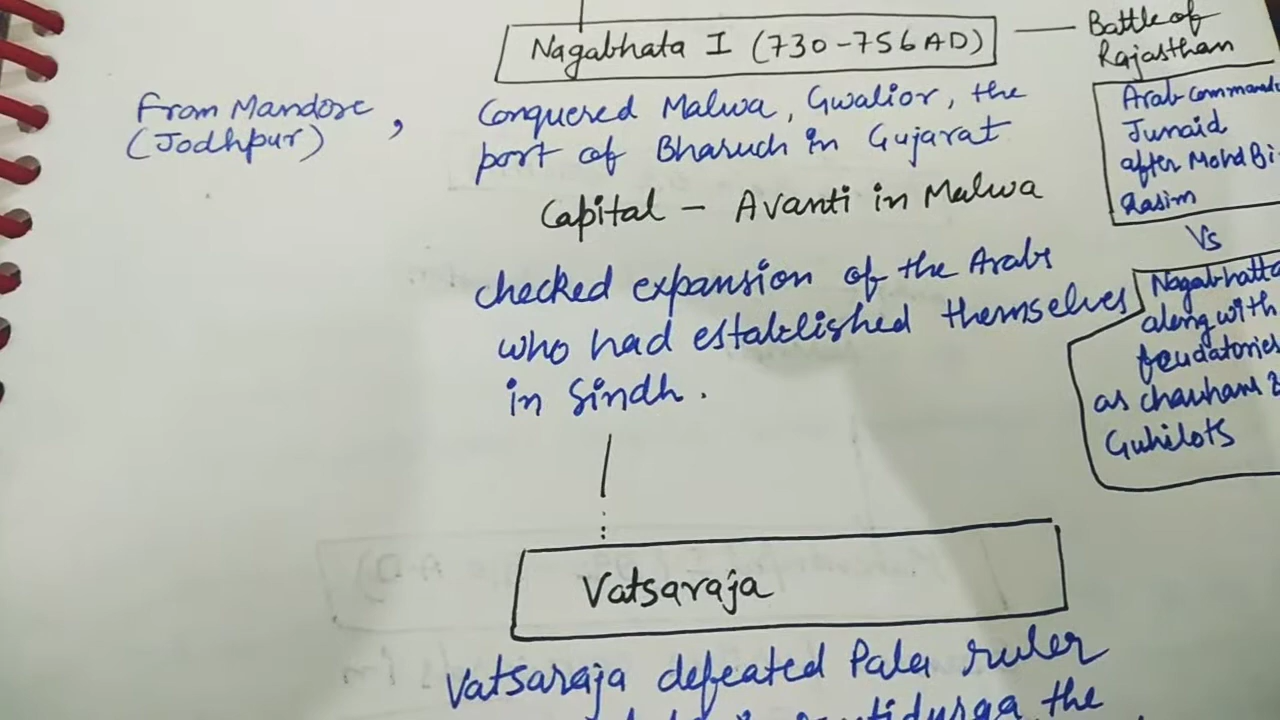 Nagabhata I (730-756AD)
Battle of
Rajasthan
From Mandore
(Jodhpur)
,
Conquered Malwa, Gwalior, the
port of Bharuch in Gujarat
Capital - Avanti in Malwa
checked expansion of the Arabs
who had established themselves
in Sindh.
Arab
Junaid
after Mohd Bi
Qasim
Vs
Nagabhatta
along with
feudatories
as chauhans &
Guhilots
Vatsaraja
Vatsaraja defeated Pala ruler
the